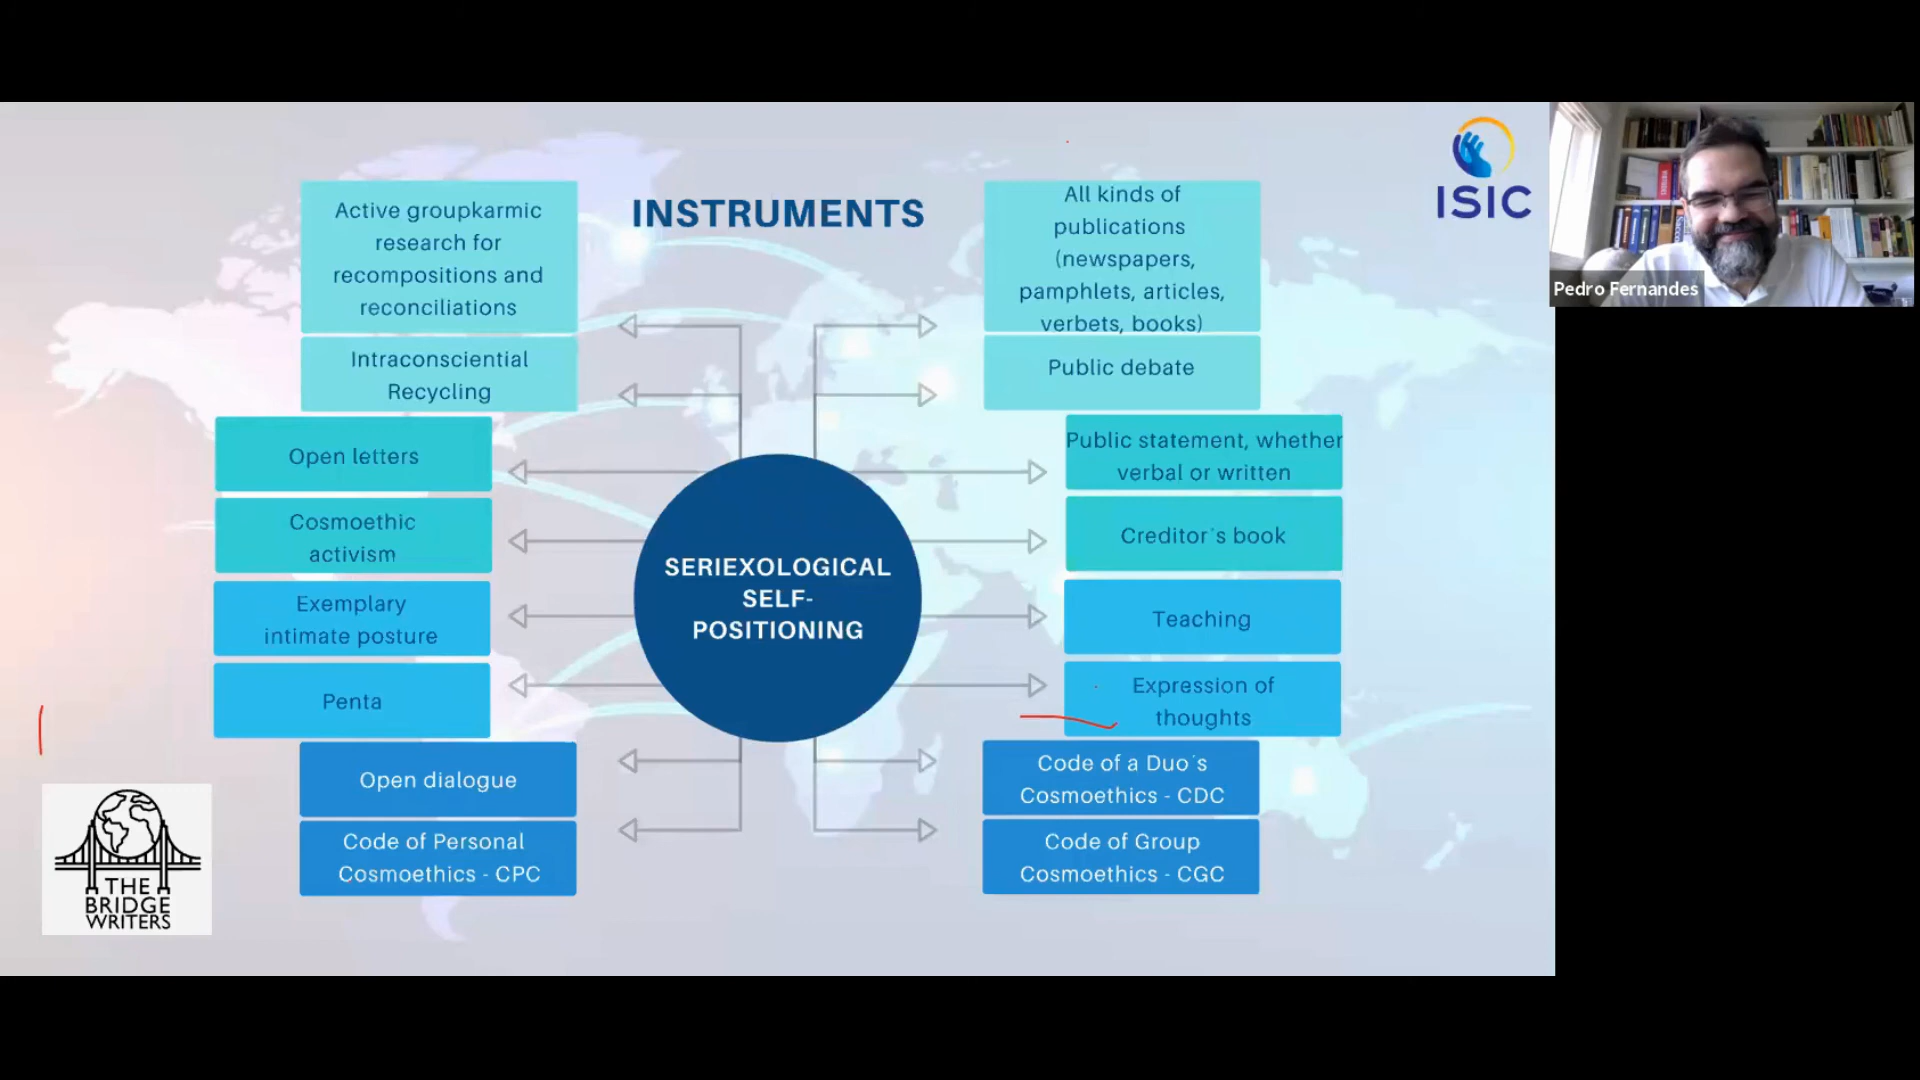 INSTRUMENTS
Active groupkarmic
research for
recompositions and
reconciliations
Intraconsciential
Recycling
Open letters
Cosmoethic
activism
Exemplary
intimate posture
Penta
Open dialogue
Code of Personal
Cosmoethics - CPC
SERIEXOLOGICAL
SELF-
POSITIONING
All kinds of
publications
(newspapers,
pamphlets, articles,
verbets, books)
Public debate
Public statement, whether
verbal or written
Creditor´s book
Teaching
Expression of
thoughts
Code of a Duo´s
Cosmoethics - CDC
Code of Group
Cosmoethics - CGC
ISIC
Pedro Fernandes
THE
BRIDGE
WRITERS